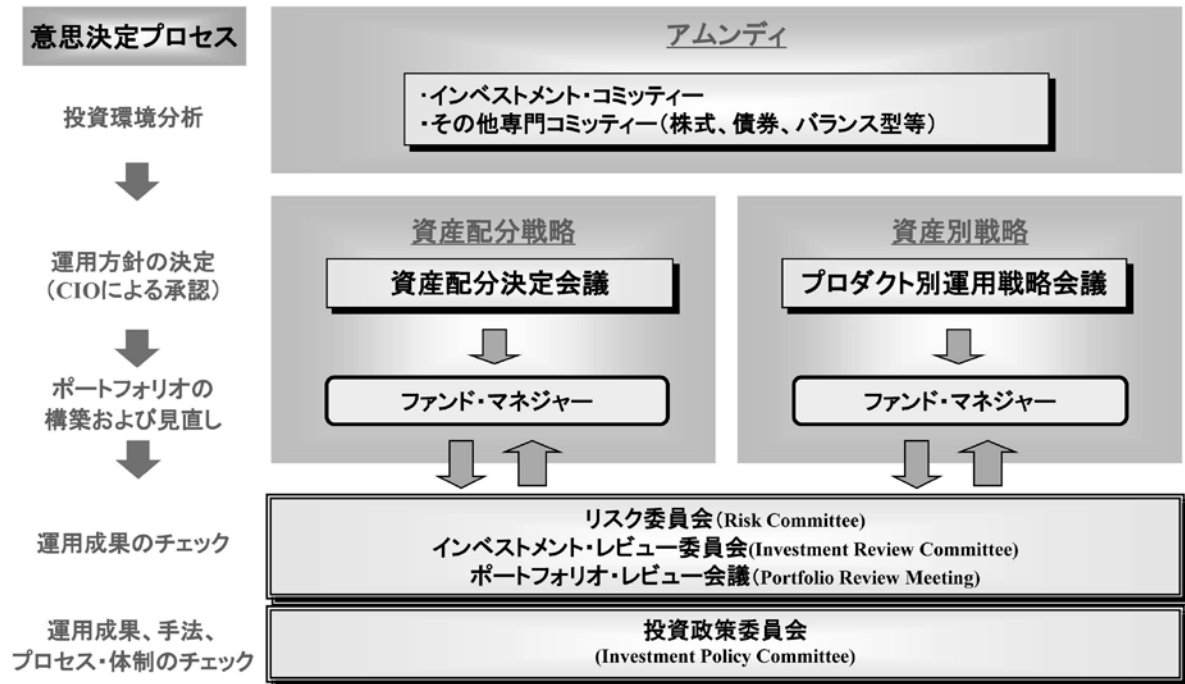 意思決定プロセス
アムンディ
投資環境分析
・インベストメント・コミッティー
・その他専門コミッティー（株式、債券、バランス型等）
運用方針の決定
（CIOによる承認）
資産配分戦略
資産配分決定会議
資産別戦略
プロダクト別運用戦略会議
ポートフォリオの
構築および見直し
ファンド・マネジャー
ファンド・マネジャー
運用成果のチェック
リスク委員会（Risk Committee）
インベストメント・レビュー委員会(Investment Review Committee)
ポートフォリオ・レビュー会議（Portfolio Review Meeting)
運用成果、手法、
プロセス・体制のチェック
投資政策委員会
(Investment Policy Committee)